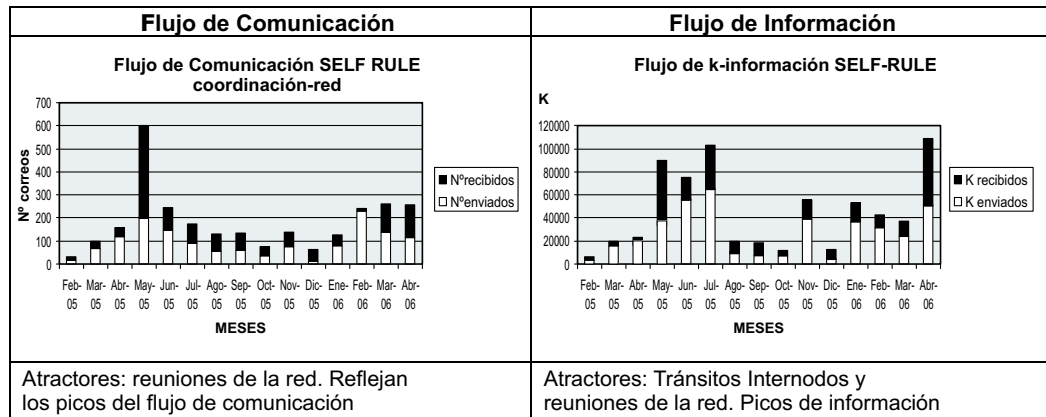 Flujo de Comunicación
Flujo de Información
Flujo de Comunicación SELF RULE
coordinación-red
700
600
500
400
300
200
100
0
Nº correos
Nºrecibidos
Nºenviados
Feb-05
Mar-05
Abr-05
May-05
Jun-05
Jul-05
Ago-05
Sep-05
Oct-05
Nov-05
Dic-05
Ene-06
Feb-06
Mar-06
Abr-06
MESES
Flujo de k-información SELF-RULE
K
120000
100000
80000
60000
40000
20000
0
K recibidos
K enviados
Feb-05
Mar-05
Abr-05
May-05
Jun-05
Jul-05
Ago-05
Sep-05
Oct-05
Nov-05
Dic-05
Ene-06
Feb-06
Mar-06
Abr-06
MESES
Atractores: reuniones de la red. Reflejan
los picos del flujo de comunicación
Atractores: Tránsitos Internodos y
reuniones de la red. Picos de información